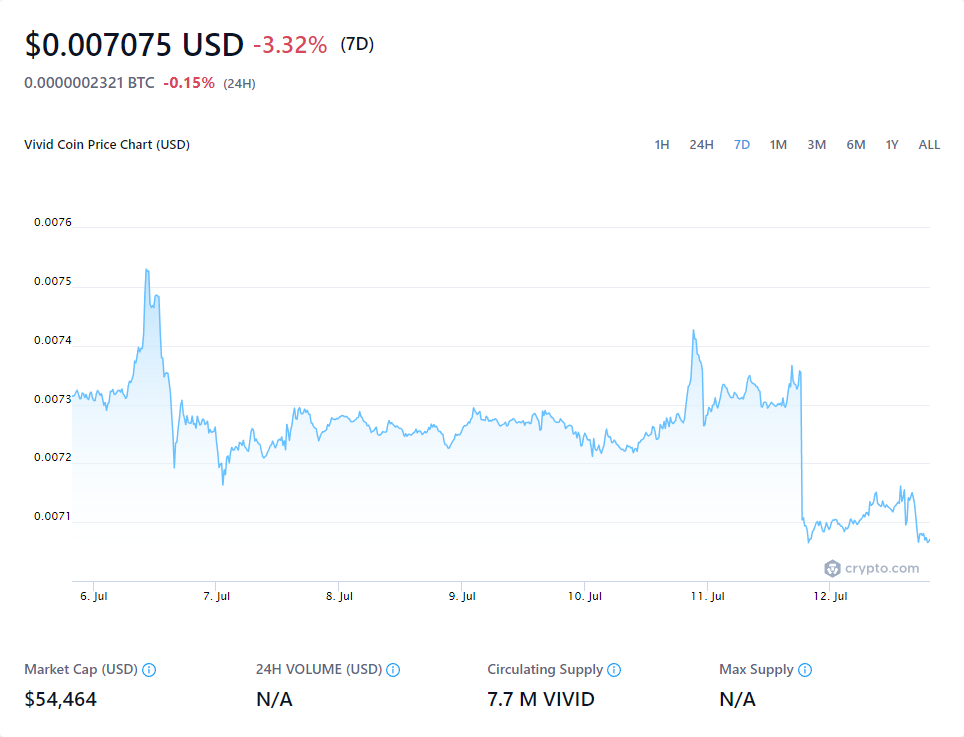 $0.007075 USD -3.32% (7D)
0.0000002321 BTC -0.15% (24H)
Vivid Coin Price Chart (USD) 1H 24H 7D 1M 3M 6M 1Y ALL
0.0076
0.0075
0.0074
0.0073
0.0072
0.0071
crypto.com
6. Jul 7. Jul 8. Jul 9. Jul 10. Jul 11. Jul 12. Jul
Market Cap (USD) 24H VOLUME (USD) Circulating Supply Max Supply
$54,464 N/A 7.7 M VIVID N/A